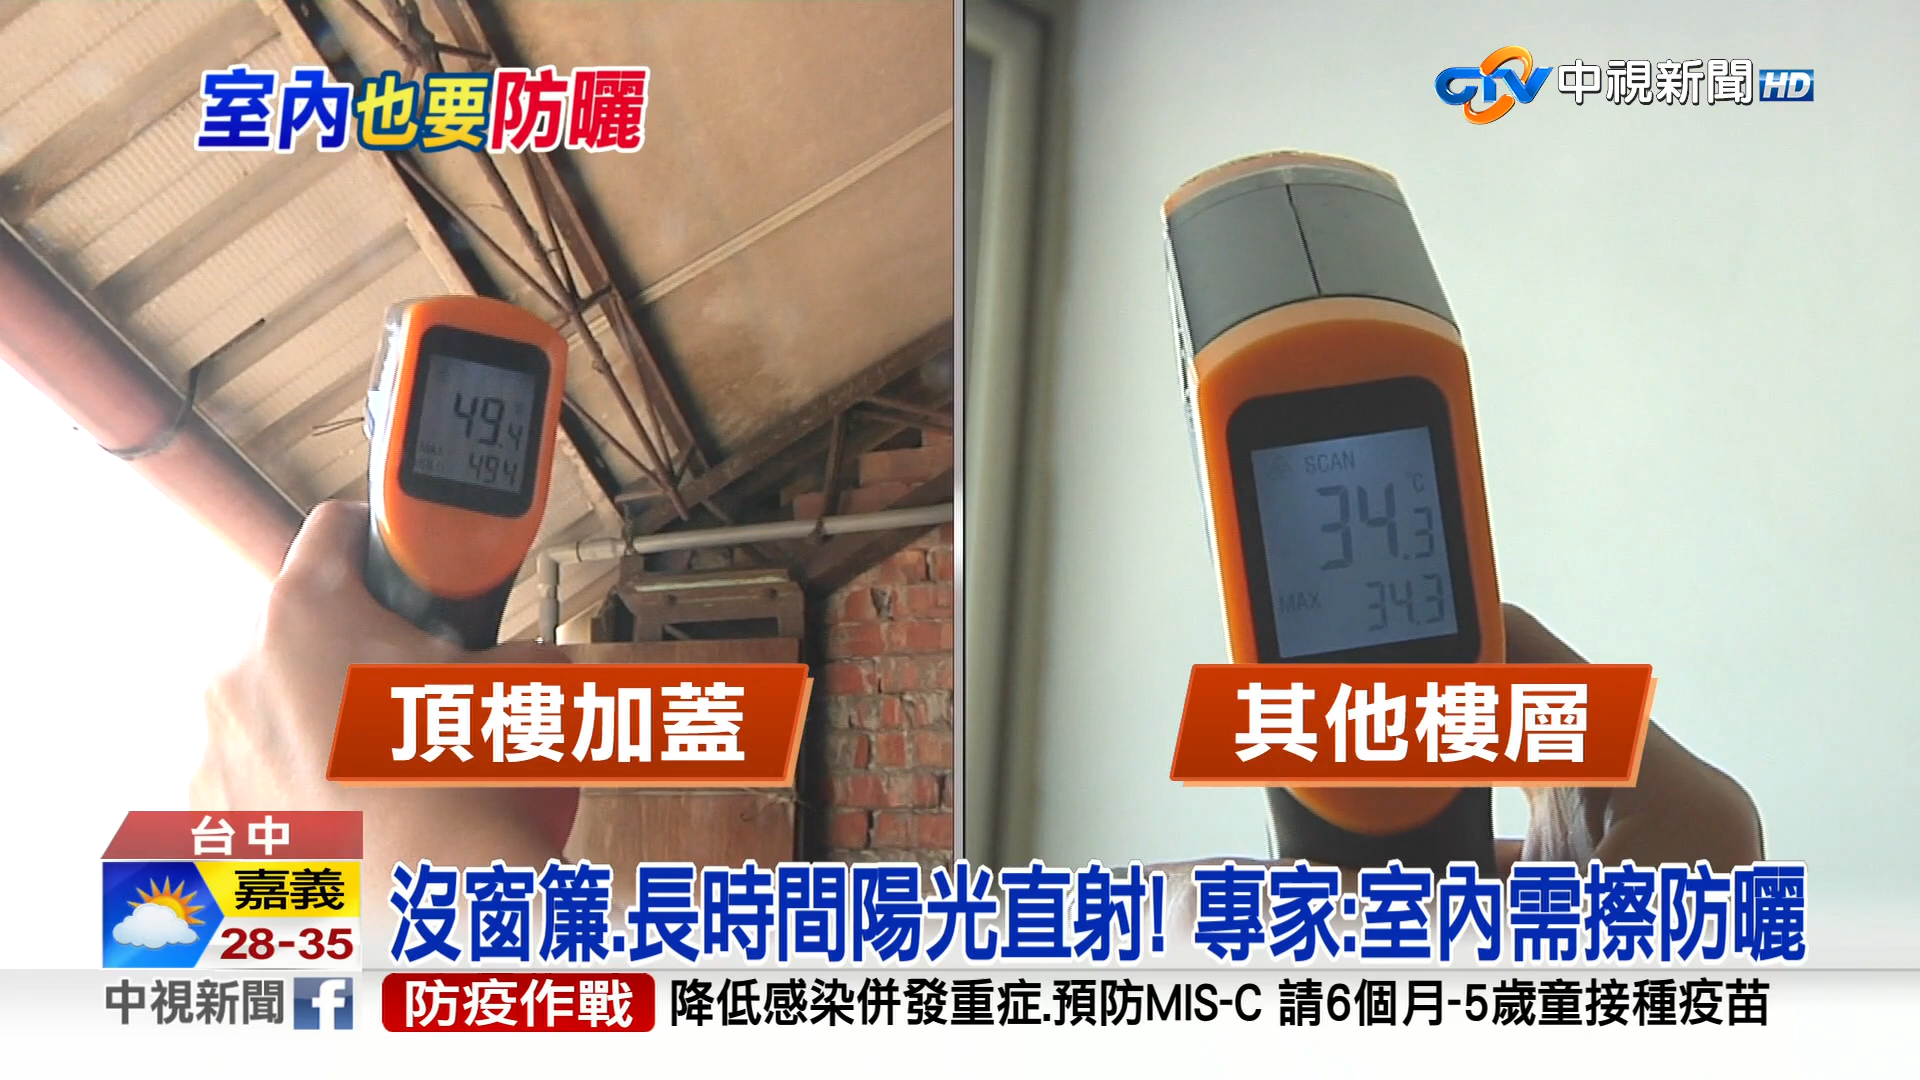 室內也要防曬
CTV 中視新聞 HD
49.4
MAX
49.4
SCAN
34.3 °C
MAX 34.3
頂樓加蓋
其他樓層
台中
嘉義
28-35
沒窗簾.長時間陽光直射! 專家:室內需擦防曬
中視新聞 f
防疫作戰 降低感染併發重症.預防MIS-C 請6個月-5歲童接種疫苗